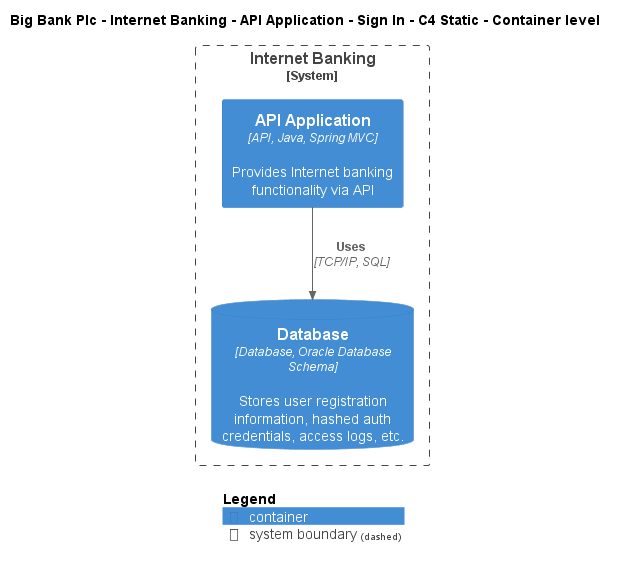 Big Bank Plc - Internet Banking - API Application - Sign In - C4 Static - Container level
Internet Banking
[System]
API Application
[API, Java, Spring MVC]
Provides Internet banking
functionality via API
Uses
[TCP/IP, SQL]
Database
[Database, Oracle Database
Schema]
Stores user registration
information, hashed auth
credentials, access logs, etc.
Legend
container
system boundary (dashed)